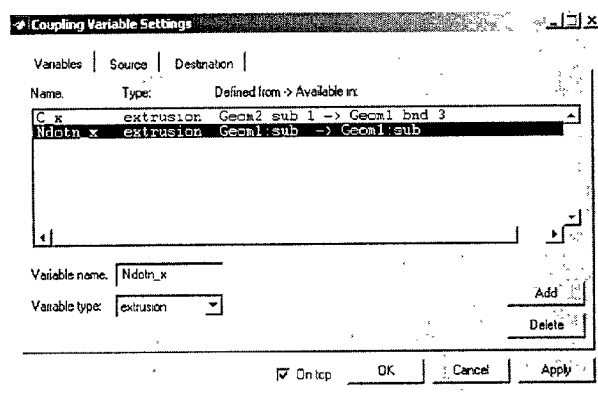 Coupling Variable Settings
Variables Source Destination
Name. Type: Defined from -> Available in:
C_x extrusion Geom2 sub 1 -> Geom1 bnd 3
Ndotn_x extrusion Geom1:sub -> Geom1:sub
Variable name. Ndotn_x
Variable type: extrusion
Add
Delete
On top OK Cancel Apply